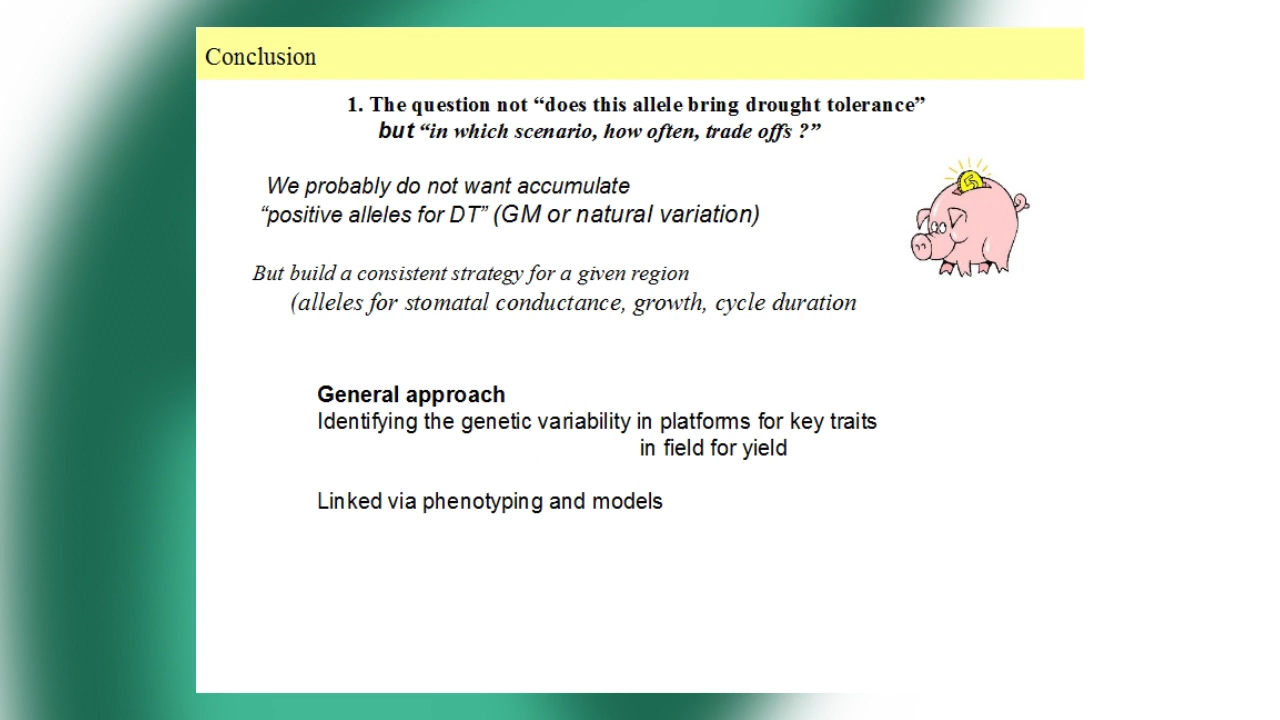 Conclusion
1. The question not “does this allele bring drought tolerance”
but “in which scenario, how often, trade offs ?”
We probably do not want accumulate
“positive alleles for DT” (GM or natural variation)
But build a consistent strategy for a given region
(alleles for stomatal conductance, growth, cycle duration
General approach
Identifying the genetic variability in platforms for key traits
in field for yield
Linked via phenotyping and models